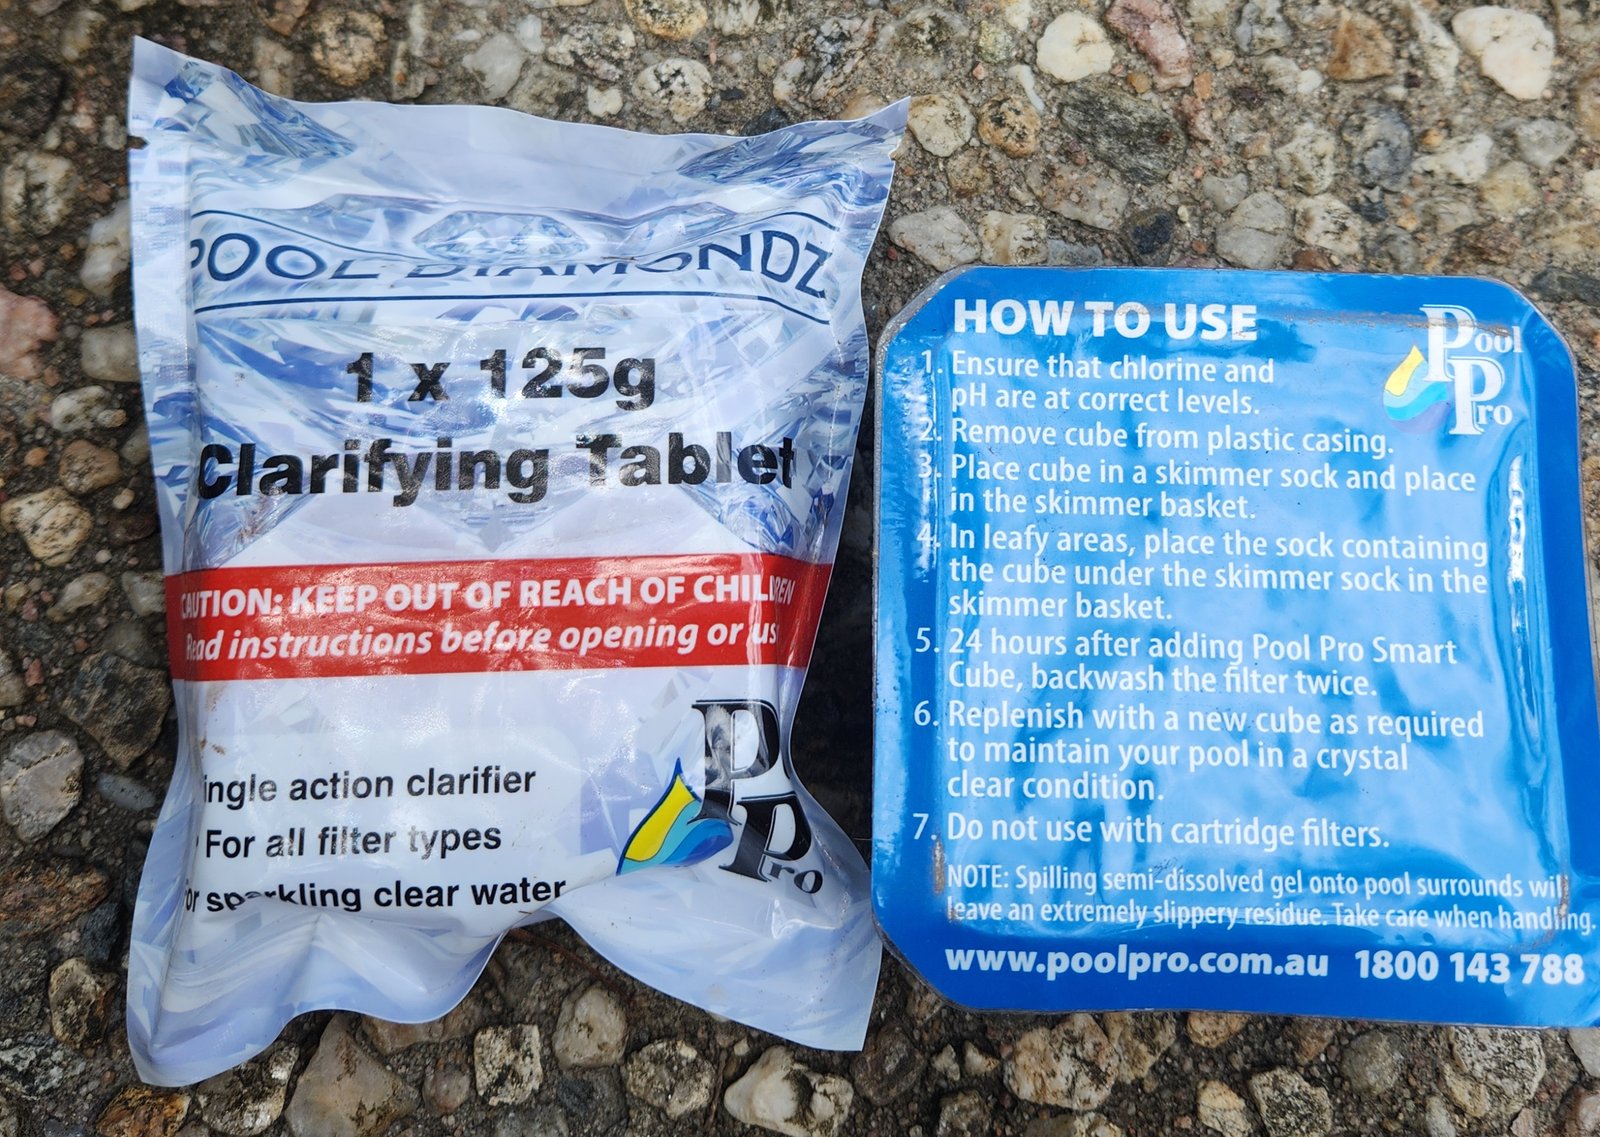 POOL DIAMONDZ
1 x 125g
Clarifying Tablet
CAUTION: KEEP OUT OF REACH OF CHILDREN
Read instructions before opening or us
ingle action clarifier
For all filter types
or sparkling clear water
Pool
Pro
HOW TO USE
1. Ensure that chlorine and
pH are at correct levels.
2. Remove cube from plastic casing.
3. Place cube in a skimmer sock and place
in the skimmer basket.
4. In leafy areas, place the sock containing
the cube under the skimmer sock in the
skimmer basket.
5. 24 hours after adding Pool Pro Smart
Cube, backwash the filter twice.
6. Replenish with a new cube as required
to maintain your pool in a crystal
clear condition.
7. Do not use with cartridge filters.
NOTE: Spilling semi-dissolved gel onto pool surrounds will
leave an extremely slippery residue. Take care when handling.
www.poolpro.com.au 1800 143 788
P
Pro